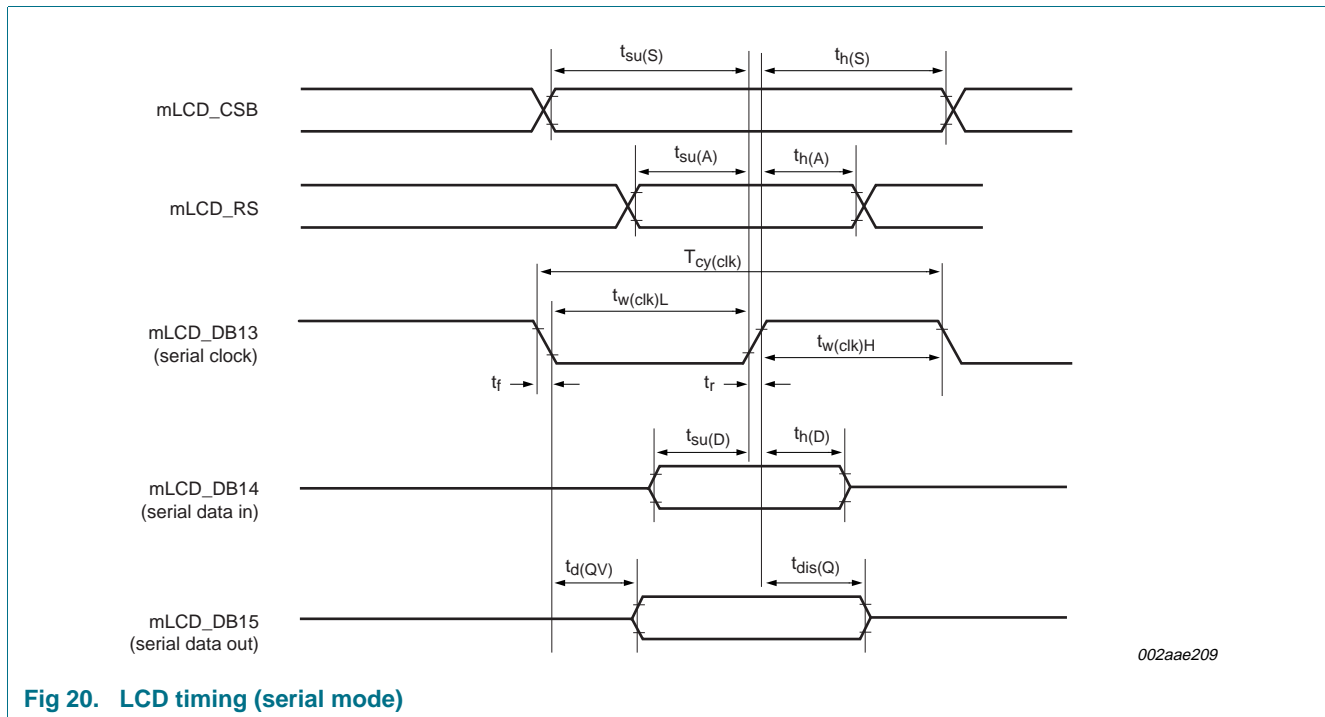 tsu(S)
th(S)
mLCD_CSB
tsu(A)
th(A)
mLCD_RS
Tcy(clk)
tw(clk)L
mLCD_DB13
(serial clock)
tw(clk)H
tf
tr
tsu(D)
th(D)
mLCD_DB14
(serial data in)
td(QV)
tdis(Q)
mLCD_DB15
(serial data out)
002aae209
Fig 20. LCD timing (serial mode)